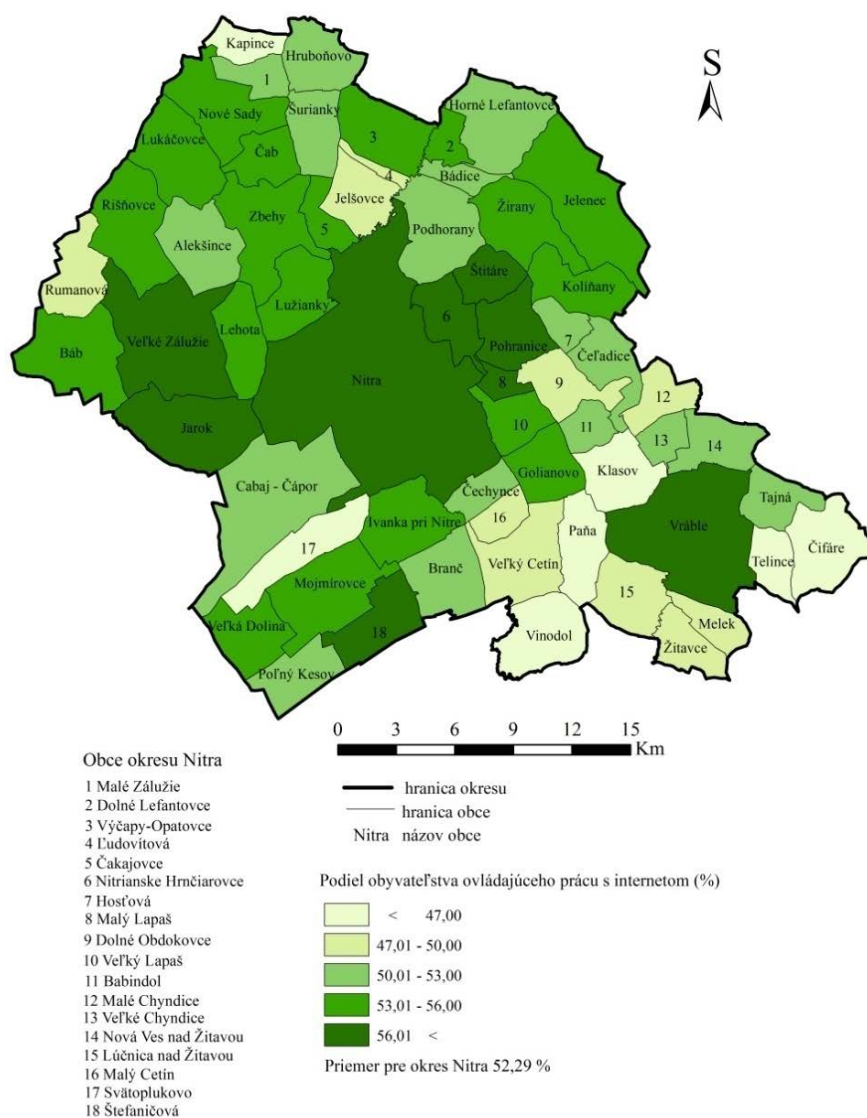 Kapince
Hruboňovo
1
S
Nové Sady
Šurianky
Horné Lefantovce
Lukáčovce
3
2
Čab
4
Bádice
Jelšovce
Jelenec
Rišňovce
Zbehy
5
Žirany
Alekšince
Podhorany
Rumanová
Štitáre
Koliňany
Lužianky
6
Veľké Zálužie
Lehota
Pohranice
7
Báb
Čeľadice
Nitra
8
9
12
Jarok
10
11
13
14
Golianovo
Klasov
Cabaj - Čápor
Čechynce
Tajná
16
Ivanka pri Nitre
Paňa
Vráble
17
Čifáre
Veľký Cetín
Telince
Branč
Mojmírovce
15
Melek
Veľká Dolina
18
Vinodol
Žitavce
Poľný Kesov
0 3 6 9 12 15
Km
Obce okresu Nitra
1 Malé Zálužie
2 Dolné Lefantovce
3 Výčapy-Opatovce
4 Ľudovítová
5 Čakajovce
6 Nitrianske Hrnčiarovce
7 Hosťová
8 Malý Lapaš
9 Dolné Obdokovce
10 Veľký Lapaš
11 Babindol
12 Malé Chyndice
13 Veľké Chyndice
14 Nová Ves nad Žitavou
15 Lúčnica nad Žitavou
16 Malý Cetín
17 Svätoplukovo
18 Štefaničová
hranica okresu
hranica obce
Nitra názov obce
Podiel obyvateľstva ovládajúceho prácu s internetom (%)
< 47,00
47,01 - 50,00
50,01 - 53,00
53,01 - 56,00
56,01 <
Priemer pre okres Nitra 52,29 %